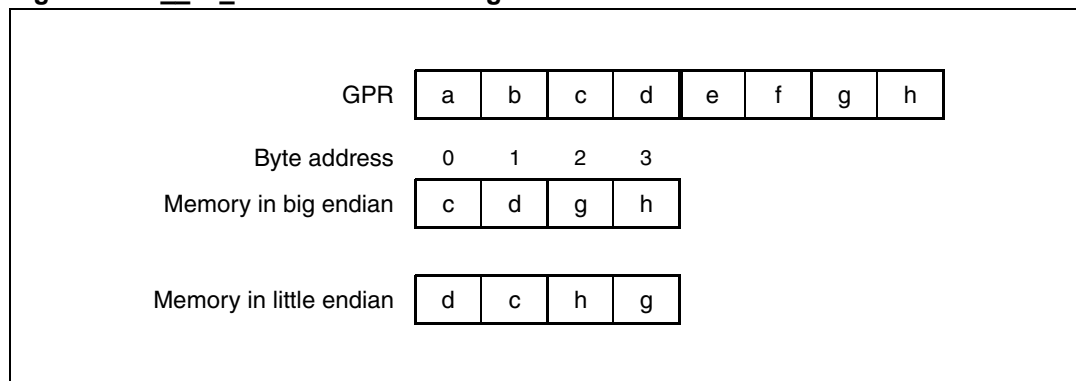 GPR a b c d e f g h
Byte address 0 1 2 3
Memory in big endian c d g h
Memory in little endian d c h g